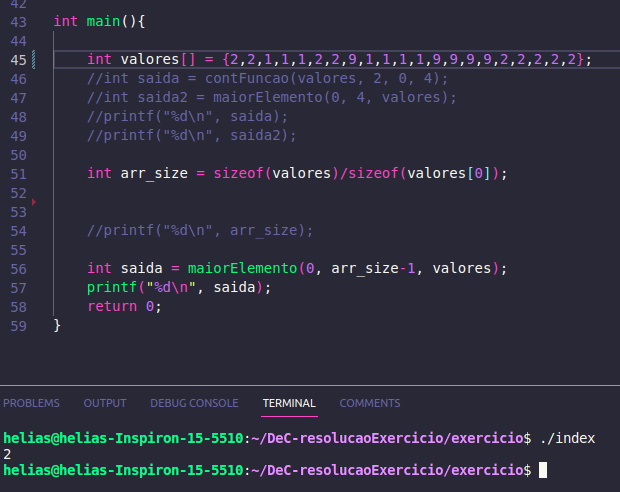 42
43 int main(){
44
45 int valores[] = {2,2,1,1,1,2,2,9,1,1,1,1,9,9,9,9,2,2,2,2,2};
46 //int saida = contFuncao(valores, 2, 0, 4);
47 //int saida2 = maiorElemento(0, 4, valores);
48 //printf("%d\n", saida);
49 //printf("%d\n", saida2);
50
51 int arr_size = sizeof(valores)/sizeof(valores[0]);
52
53
54 //printf("%d\n", arr_size);
55
56 int saida = maiorElemento(0, arr_size-1, valores);
57 printf("%d\n", saida);
58 return 0;
59 }
PROBLEMS OUTPUT DEBUG CONSOLE TERMINAL COMMENTS
helias@helias-Inspiron-15-5510:~/DeC-resolucaoExercicio/exercicio$ ./index
2
helias@helias-Inspiron-15-5510:~/DeC-resolucaoExercicio/exercicio$